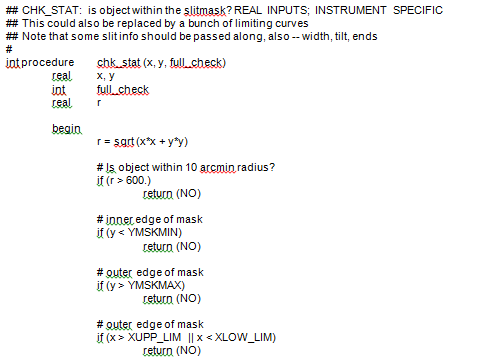 ## CHK_STAT: is object within the slitmask? REAL INPUTS; INSTRUMENT SPECIFIC
## This could also be replaced by a bunch of limiting curves
## Note that some slit info should be passed along, also -- width, tilt, ends
#
int procedure chk_stat (x, y, full_check)
real x, y
int full_check
real r
begin
r = sqrt (x*x + y*y)
# Is object within 10 arcmin radius?
if (r > 600.)
return (NO)
# inner edge of mask
if (y < YMSKMIN)
return (NO)
# outer edge of mask
if (y > YMSKMAX)
return (NO)
# outer edge of mask
if (x > XUPP_LIM || x < XLOW_LIM)
return (NO)